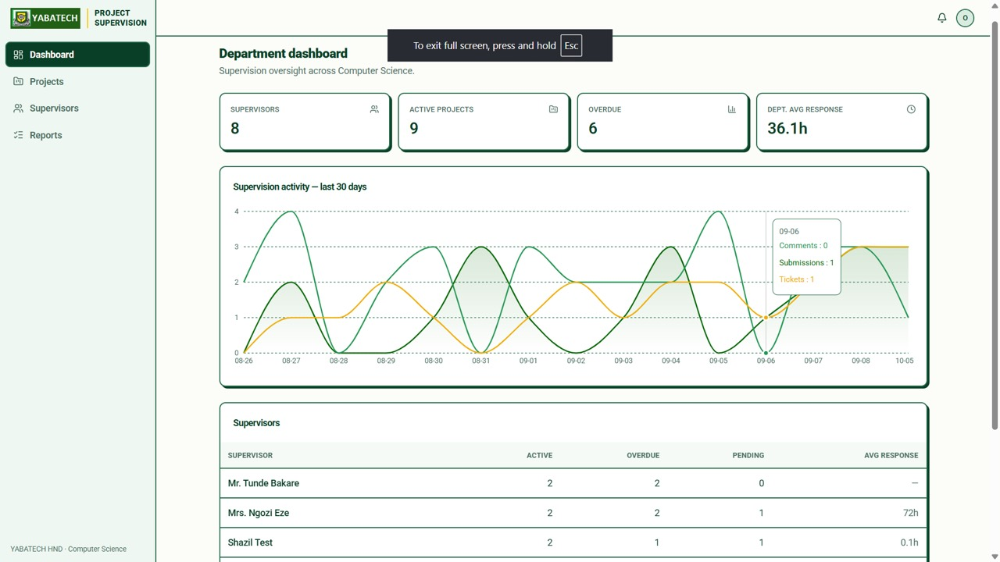 YABATECH
PROJECT
SUPERVISION
O
To exit full screen, press and hold Esc
Dashboard
Projects
Supervisors
Reports
Department dashboard
Supervision oversight across Computer Science.
SUPERVISORS
8
ACTIVE PROJECTS
9
OVERDUE
6
DEPT. AVG RESPONSE
36.1h
Supervision activity — last 30 days
4
3
2
1
0
09-06
Comments : 0
Submissions : 1
Tickets : 1
08-26 08-27 08-28 08-29 08-30 08-31 09-01 09-02 09-03 09-04 09-05 09-06 09-07 09-08 10-05
Supervisors
SUPERVISOR ACTIVE OVERDUE PENDING AVG RESPONSE
Mr. Tunde Bakare 2 2 0 —
Mrs. Ngozi Eze 2 2 1 72h
Shazil Test 2 1 1 0.1h
YABATECH HND · Computer Science